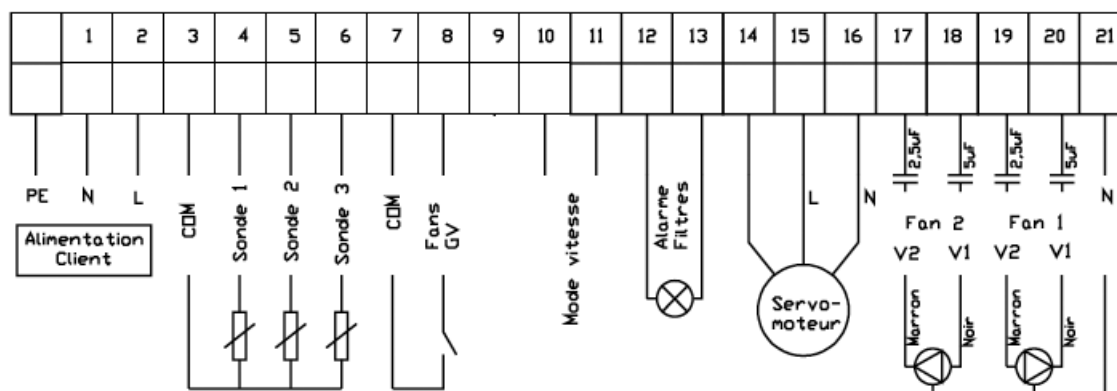 1 2 3 4 5 6 7 8 9 10 11 12 13 14 15 16 17 18 19 20 21
PE N L COM Sonde 1 Sonde 2 Sonde 3 COM Fans GV Mode vitesse Alarme Filtres L N 2,5uF 5uF 2,5uF 5uF N
Alimentation
Client
Fan 2 Fan 1
V2 V1 V2 V1
Servo-
moteur
Marron Noir Marron Noir